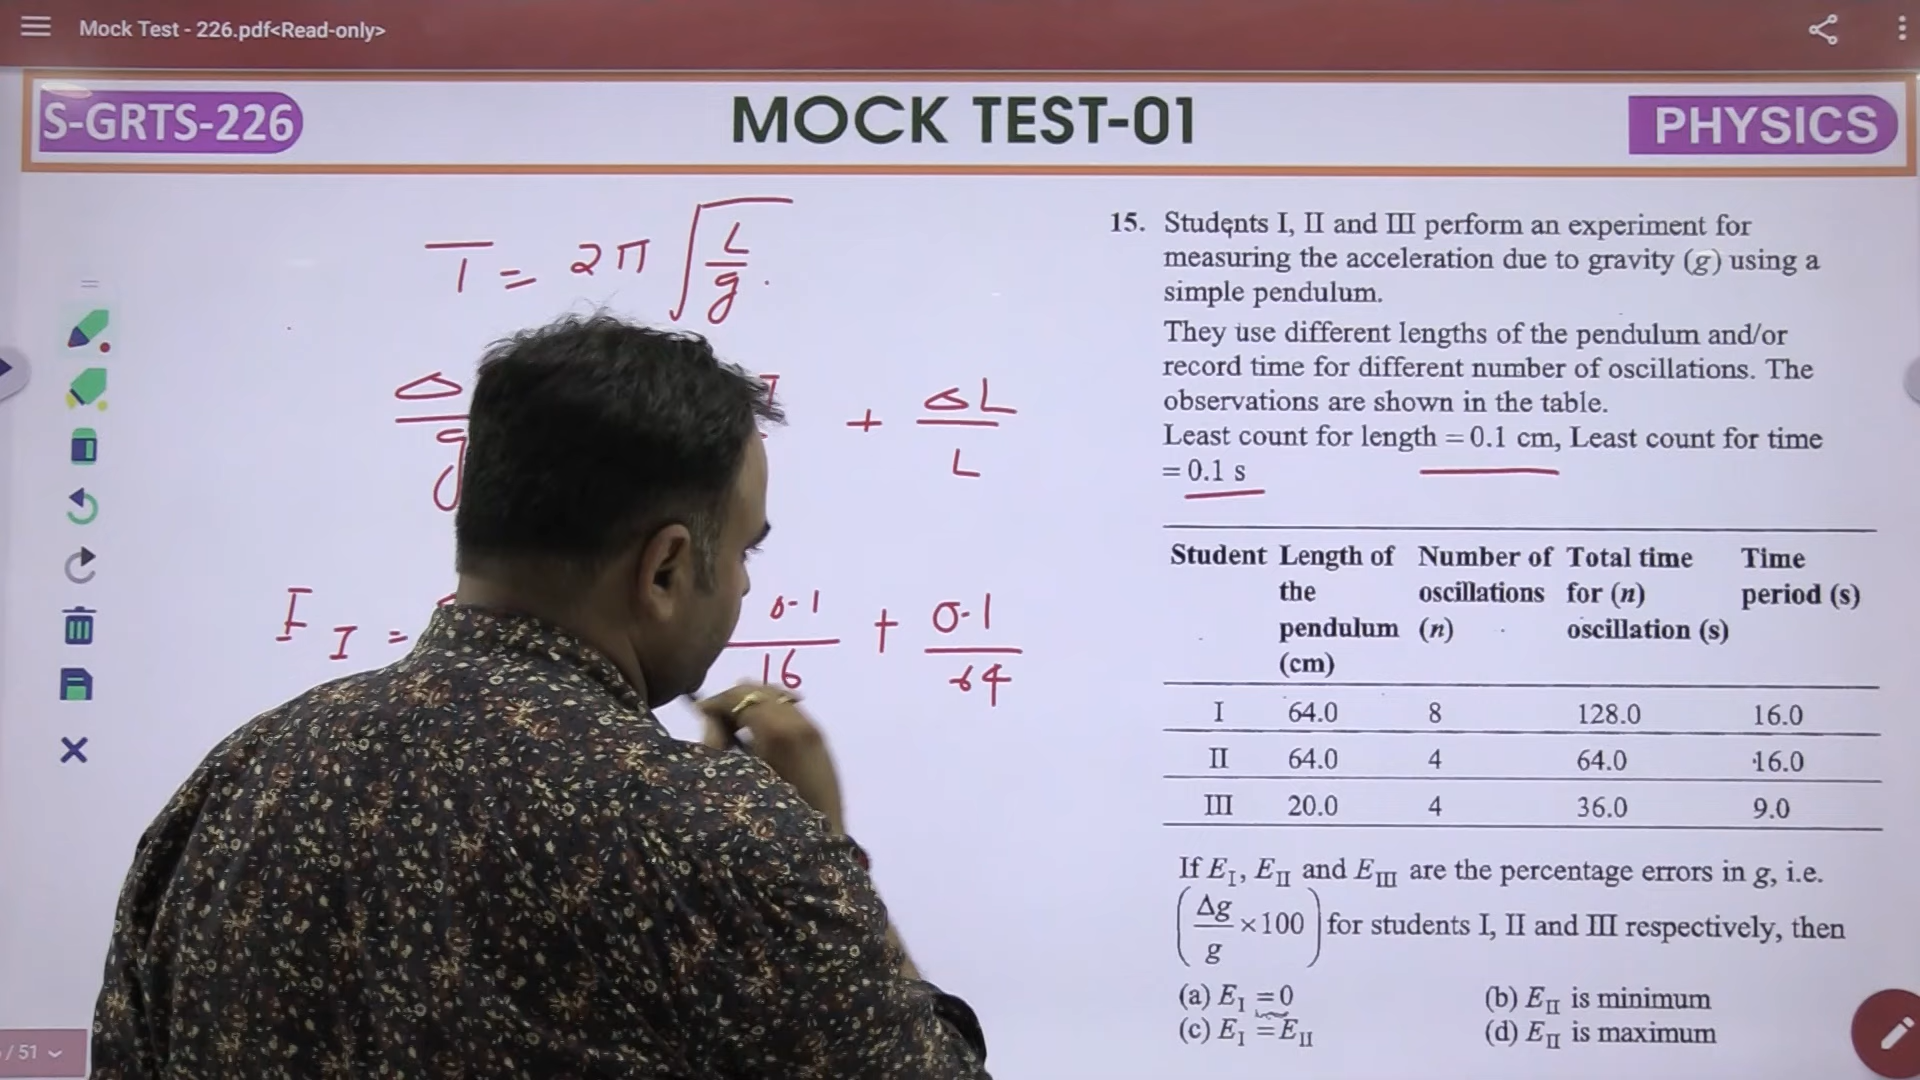 Mock Test - 226.pdf<Read-only>
S-GRTS-226
MOCK TEST-01
PHYSICS
T = 2π √ L/g
Δ
g
+ ΔL/L
I = 0.1/16 + 0.1/64
15. Students I, II and III perform an experiment for
measuring the acceleration due to gravity (g) using a
simple pendulum.
They use different lengths of the pendulum and/or
record time for different number of oscillations. The
observations are shown in the table.
Least count for length = 0.1 cm, Least count for time
= 0.1 s
Student Length of the pendulum (cm) Number of oscillations (n) Total time for (n) oscillation (s) Time period (s)
I 64.0 8 128.0 16.0
II 64.0 4 64.0 16.0
III 20.0 4 36.0 9.0
If E_I, E_II and E_III are the percentage errors in g, i.e.
(Δg/g ×100) for students I, II and III respectively, then
(a) E_I = 0 (b) E_II is minimum
(c) E_I = E_II (d) E_II is maximum
/ 51